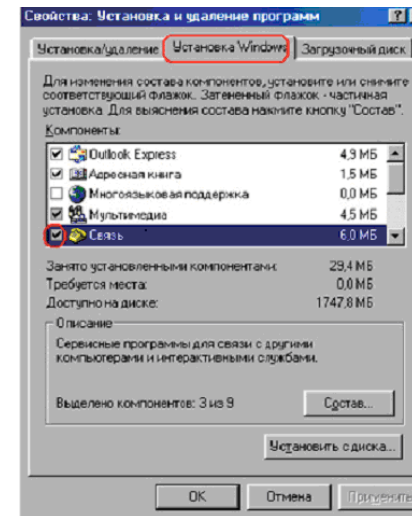 Свойства: Установка и удаление программ
Установка/удаление Установка Windows Загрузочный диск
Для изменения состава компонентов, установите или снимите
соответствующий флажок. Затененный флажок - частичная
установка. Для выяснения состава нажмите кнопку "Состав".
Компоненты:
Outlook Express 4,9 МБ
Адресная книга 1,5 МБ
Многоязыковая поддержка 0,0 МБ
Мультимедиа 4,5 МБ
Связь 6,0 МБ
Занято установленными компонентами: 29,4 МБ
Требуется места: 0,0 МБ
Доступно на диске: 1747,8 МБ
Описание
Сервисные программы для связи с другими
компьютерами и интерактивными службами.
Выделено компонентов: 3 из 9 Состав...
Установить с диска...
OK Отмена Применить